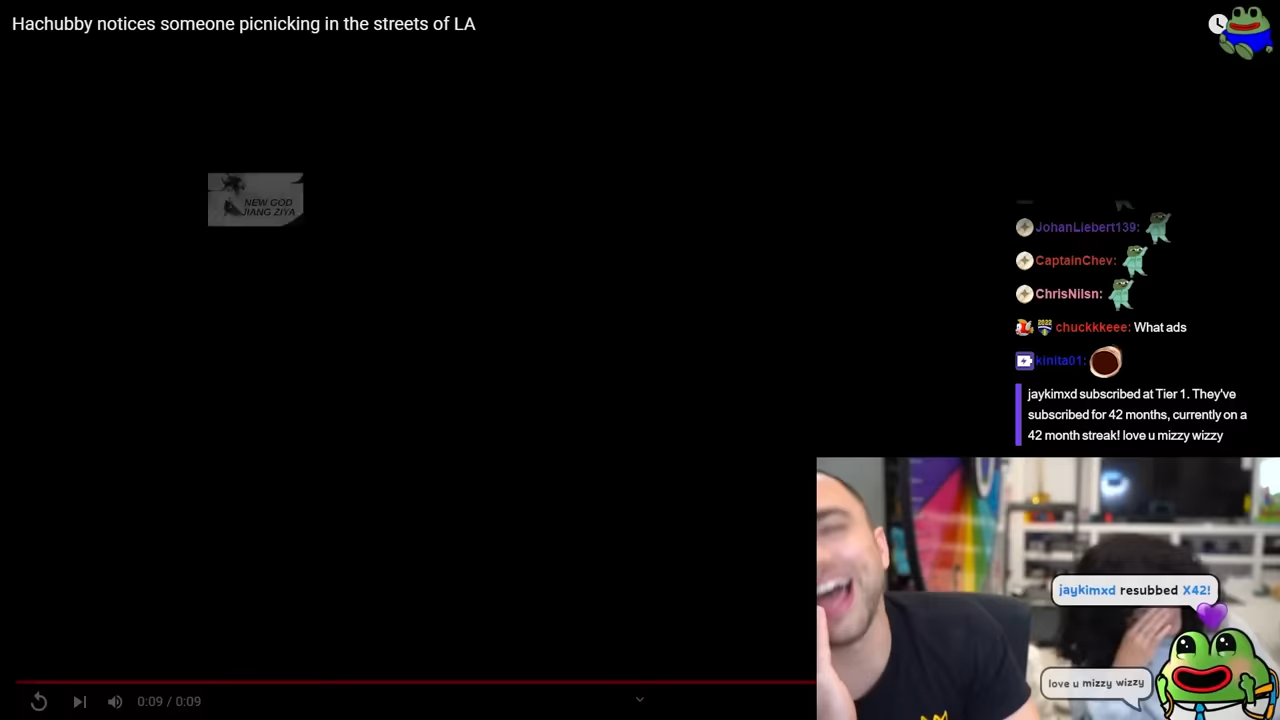 Hachubby notices someone picnicking in the streets of LA
NEW GOD
JIANG ZIYA
JohanLiebert139:
CaptainChev:
ChrisNilsn:
2022
chuckkkeee: What ads
kinita01:
jaykimxd subscribed at Tier 1. They've
subscribed for 42 months, currently on a
42 month streak! love u mizzy wizzy
jaykimxd resubbed X42!
love u mizzy wizzy
0:09 / 0:09